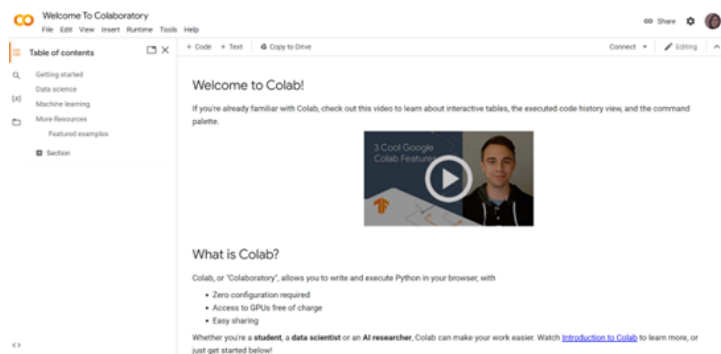 Welcome To Colaboratory
File Edit View Insert Runtime Tools Help
Share
Table of contents
+ Code + Text Copy to Drive
Connect Editing
Getting started
Data science
Machine learning
More Resources
Featured examples
Section
Welcome to Colab!
If you're already familiar with Colab, check out this video to learn about interactive tables, the executed code history view, and the command
palette.
3 Cool Google
Colab Features
What is Colab?
Colab, or "Colaboratory", allows you to write and execute Python in your browser, with
• Zero configuration required
• Access to GPUs free of charge
• Easy sharing
Whether you're a student, a data scientist or an AI researcher, Colab can make your work easier. Watch Introduction to Colab to learn more, or
just get started below!